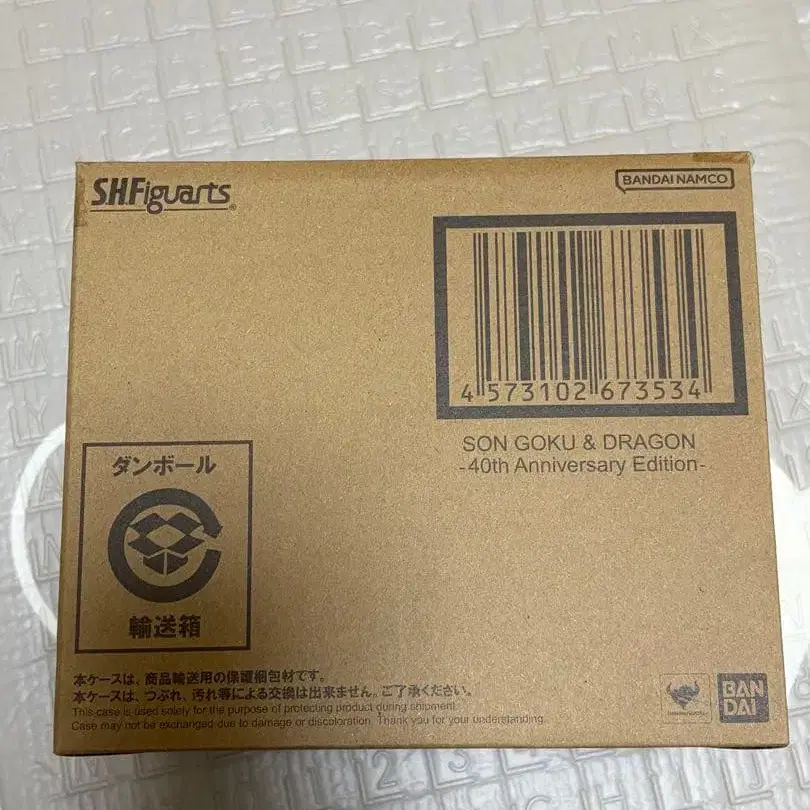 S.H.Figuarts
BANDAI NAMCO
4 573102 673534
SON GOKU & DRAGON
-40th Anniversary Edition-
ダンボール
輸送箱
本ケースは、商品輸送用の保護梱包材です。
本ケースは、つぶれ、汚れ等による交換は出来ません。ご了承ください。
This case is used solely for the purpose of protecting product during shipment.
Case may not be exchanged due to damage or discoloration. Thank you for your understanding.
BAN
DAI